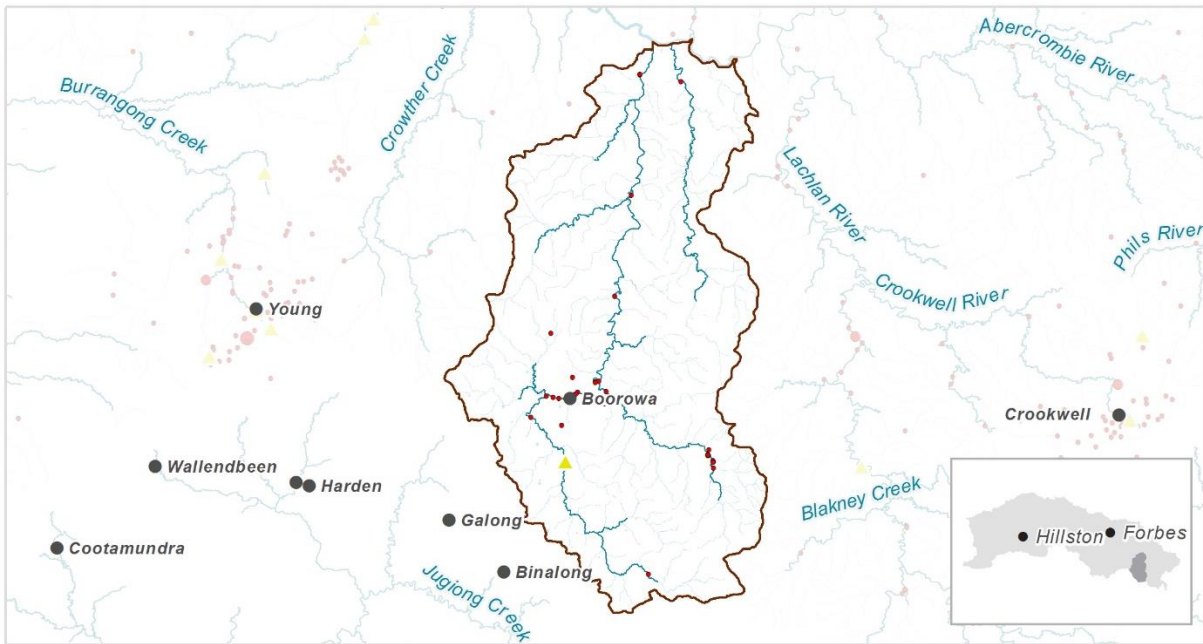 Abercrombie River
Burrangong Creek
Crowther Creek
Lachlan River
Phils River
Crookwell River
Young
Boorowa
Crookwell
Wallendbeen
Harden
Blakney Creek
Galong
Cootamundra
Binalong
Jugiong Creek
Hillston
Forbes